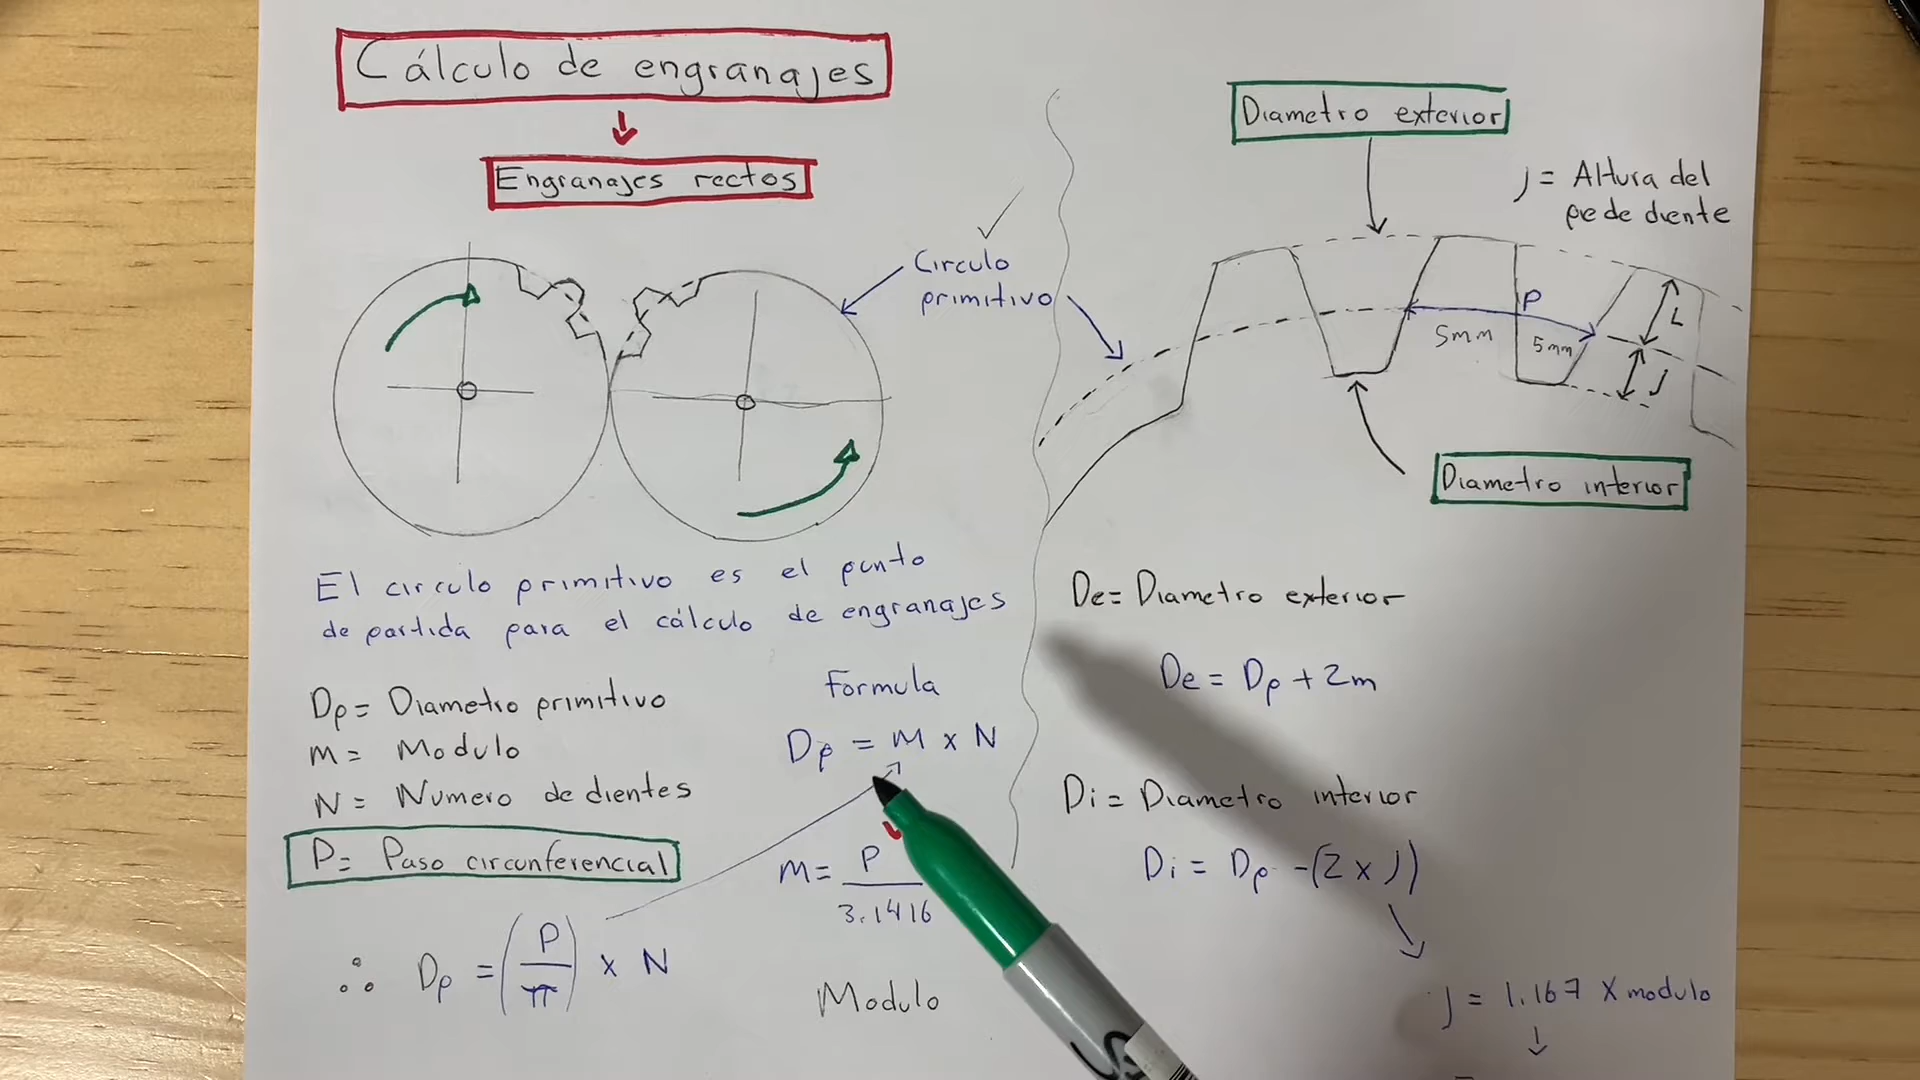 Cálculo de engranajes
Engranajes rectos
Circulo
primitivo
El circulo primitivo es el punto
de partida para el cálculo de engranajes
Dp = Diametro primitivo
m = Modulo
N = Numero de dientes
P = Paso circunferencial
∴ Dp = (P/π) x N
Formula
Dp = M x N
m = P/3.1416
Modulo
Diametro exterior
J = Altura del
pie de diente
P
5mm
5mm
L
J
Diametro interior
De = Diametro exterior
De = Dp + 2m
Di = Diametro interior
Di = Dp - (2 x J)
J = 1.167 x modulo